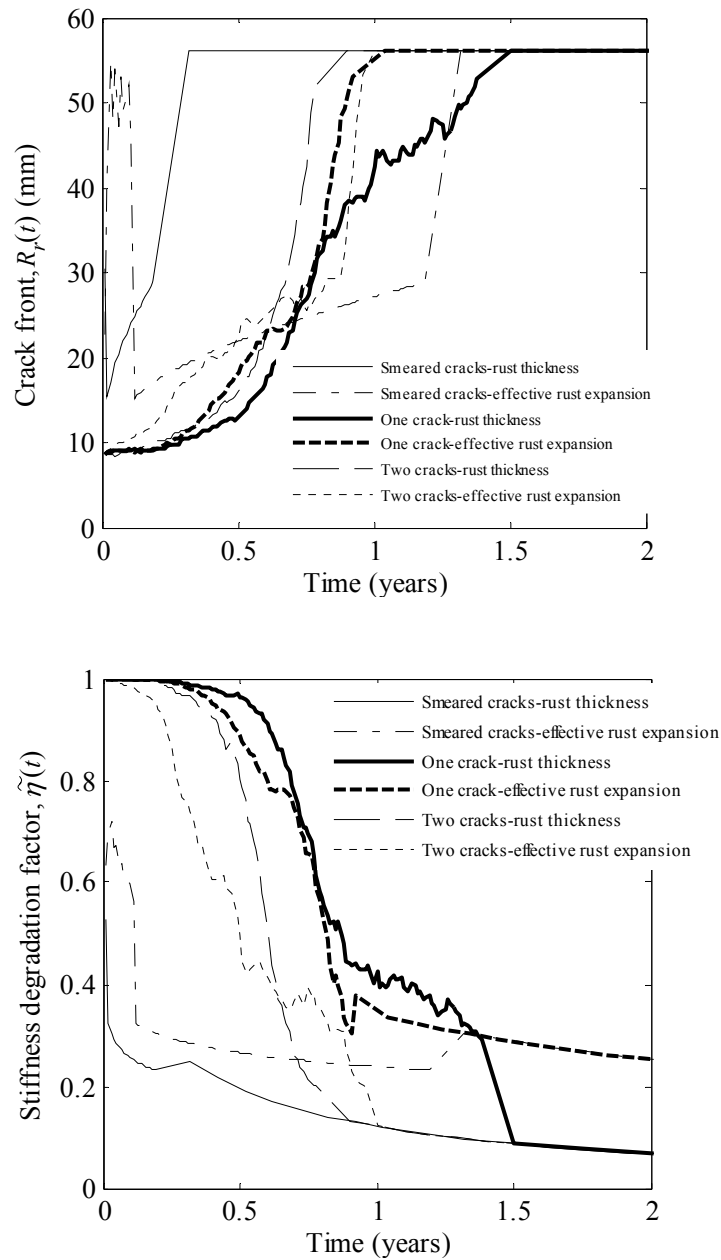 60
50
40
30
20
10
0
Crack front, R_r(t) (mm)
Smeared cracks-rust thickness
Smeared cracks-effective rust expansion
One crack-rust thickness
One crack-effective rust expansion
Two cracks-rust thickness
Two cracks-effective rust expansion
0 0.5 1 1.5 2
Time (years)
1
0.8
0.6
0.4
0.2
0
Stiffness degradation factor, η̃(t)
Smeared cracks-rust thickness
Smeared cracks-effective rust expansion
One crack-rust thickness
One crack-effective rust expansion
Two cracks-rust thickness
Two cracks-effective rust expansion
0 0.5 1 1.5 2
Time (years)